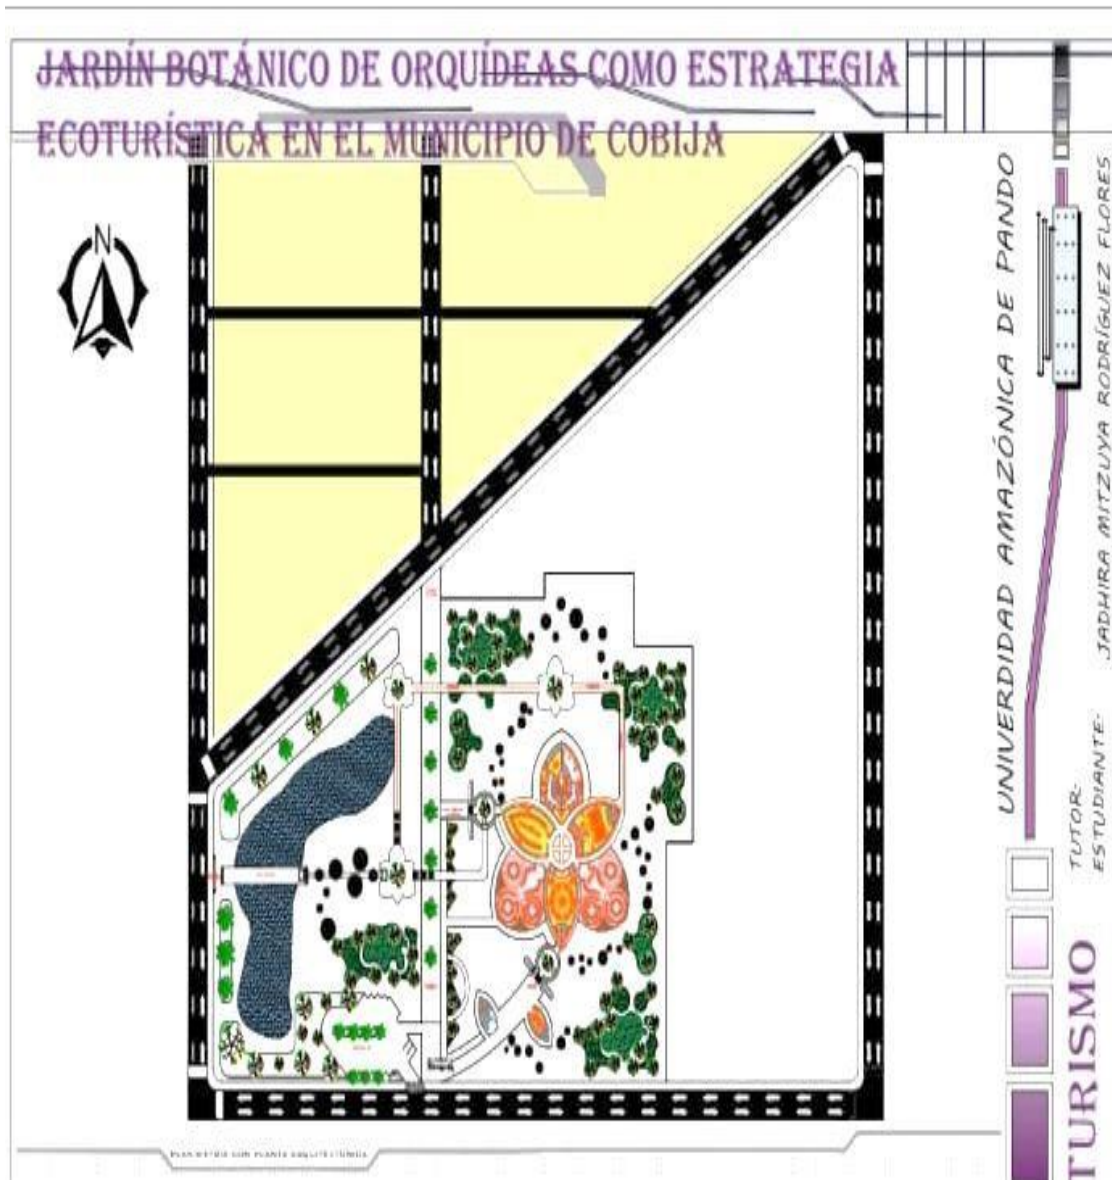 JARDÍN BOTÁNICO DE ORQUÍDEAS COMO ESTRATEGIA
ECOTURÍSTICA EN EL MUNICIPIO DE COBIJA
N
UNIVERDIDAD AMAZÓNICA DE PANDO
TUTOR:
ESTUDIANTE: JADHIRA MITZUYA RODRÍGUEZ FLORES
TURISMO